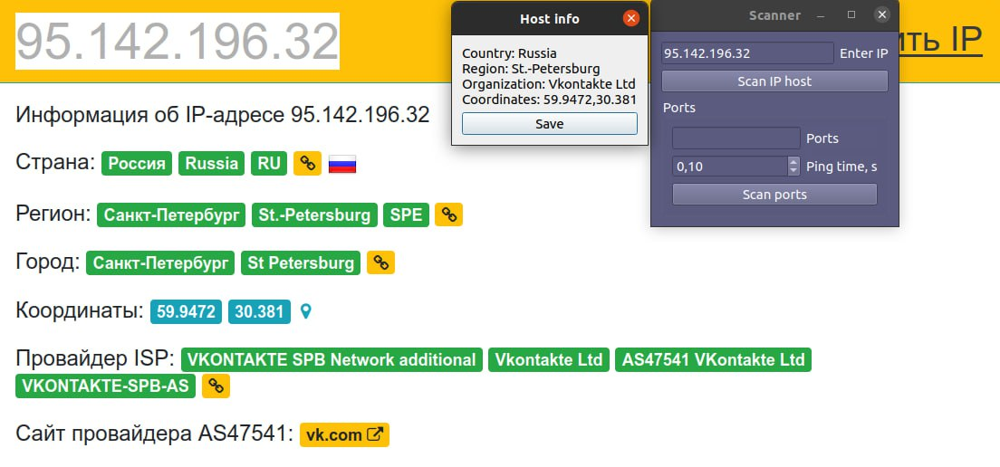 95.142.196.32
ить IP
Информация об IP-адресе 95.142.196.32
Страна: Россия Russia RU
Регион: Санкт-Петербург St.-Petersburg SPE
Город: Санкт-Петербург St Petersburg
Координаты: 59.9472 30.381
Провайдер ISP: VKONTAKTE SPB Network additional Vkontakte Ltd AS47541 VKontakte Ltd
VKONTAKTE-SPB-AS
Сайт провайдера AS47541: vk.com
Host info
Country: Russia
Region: St.-Petersburg
Organization: Vkontakte Ltd
Coordinates: 59.9472,30.381
Save
Scanner
95.142.196.32 Enter IP
Scan IP host
Ports
Ports
0,10 Ping time, s
Scan ports